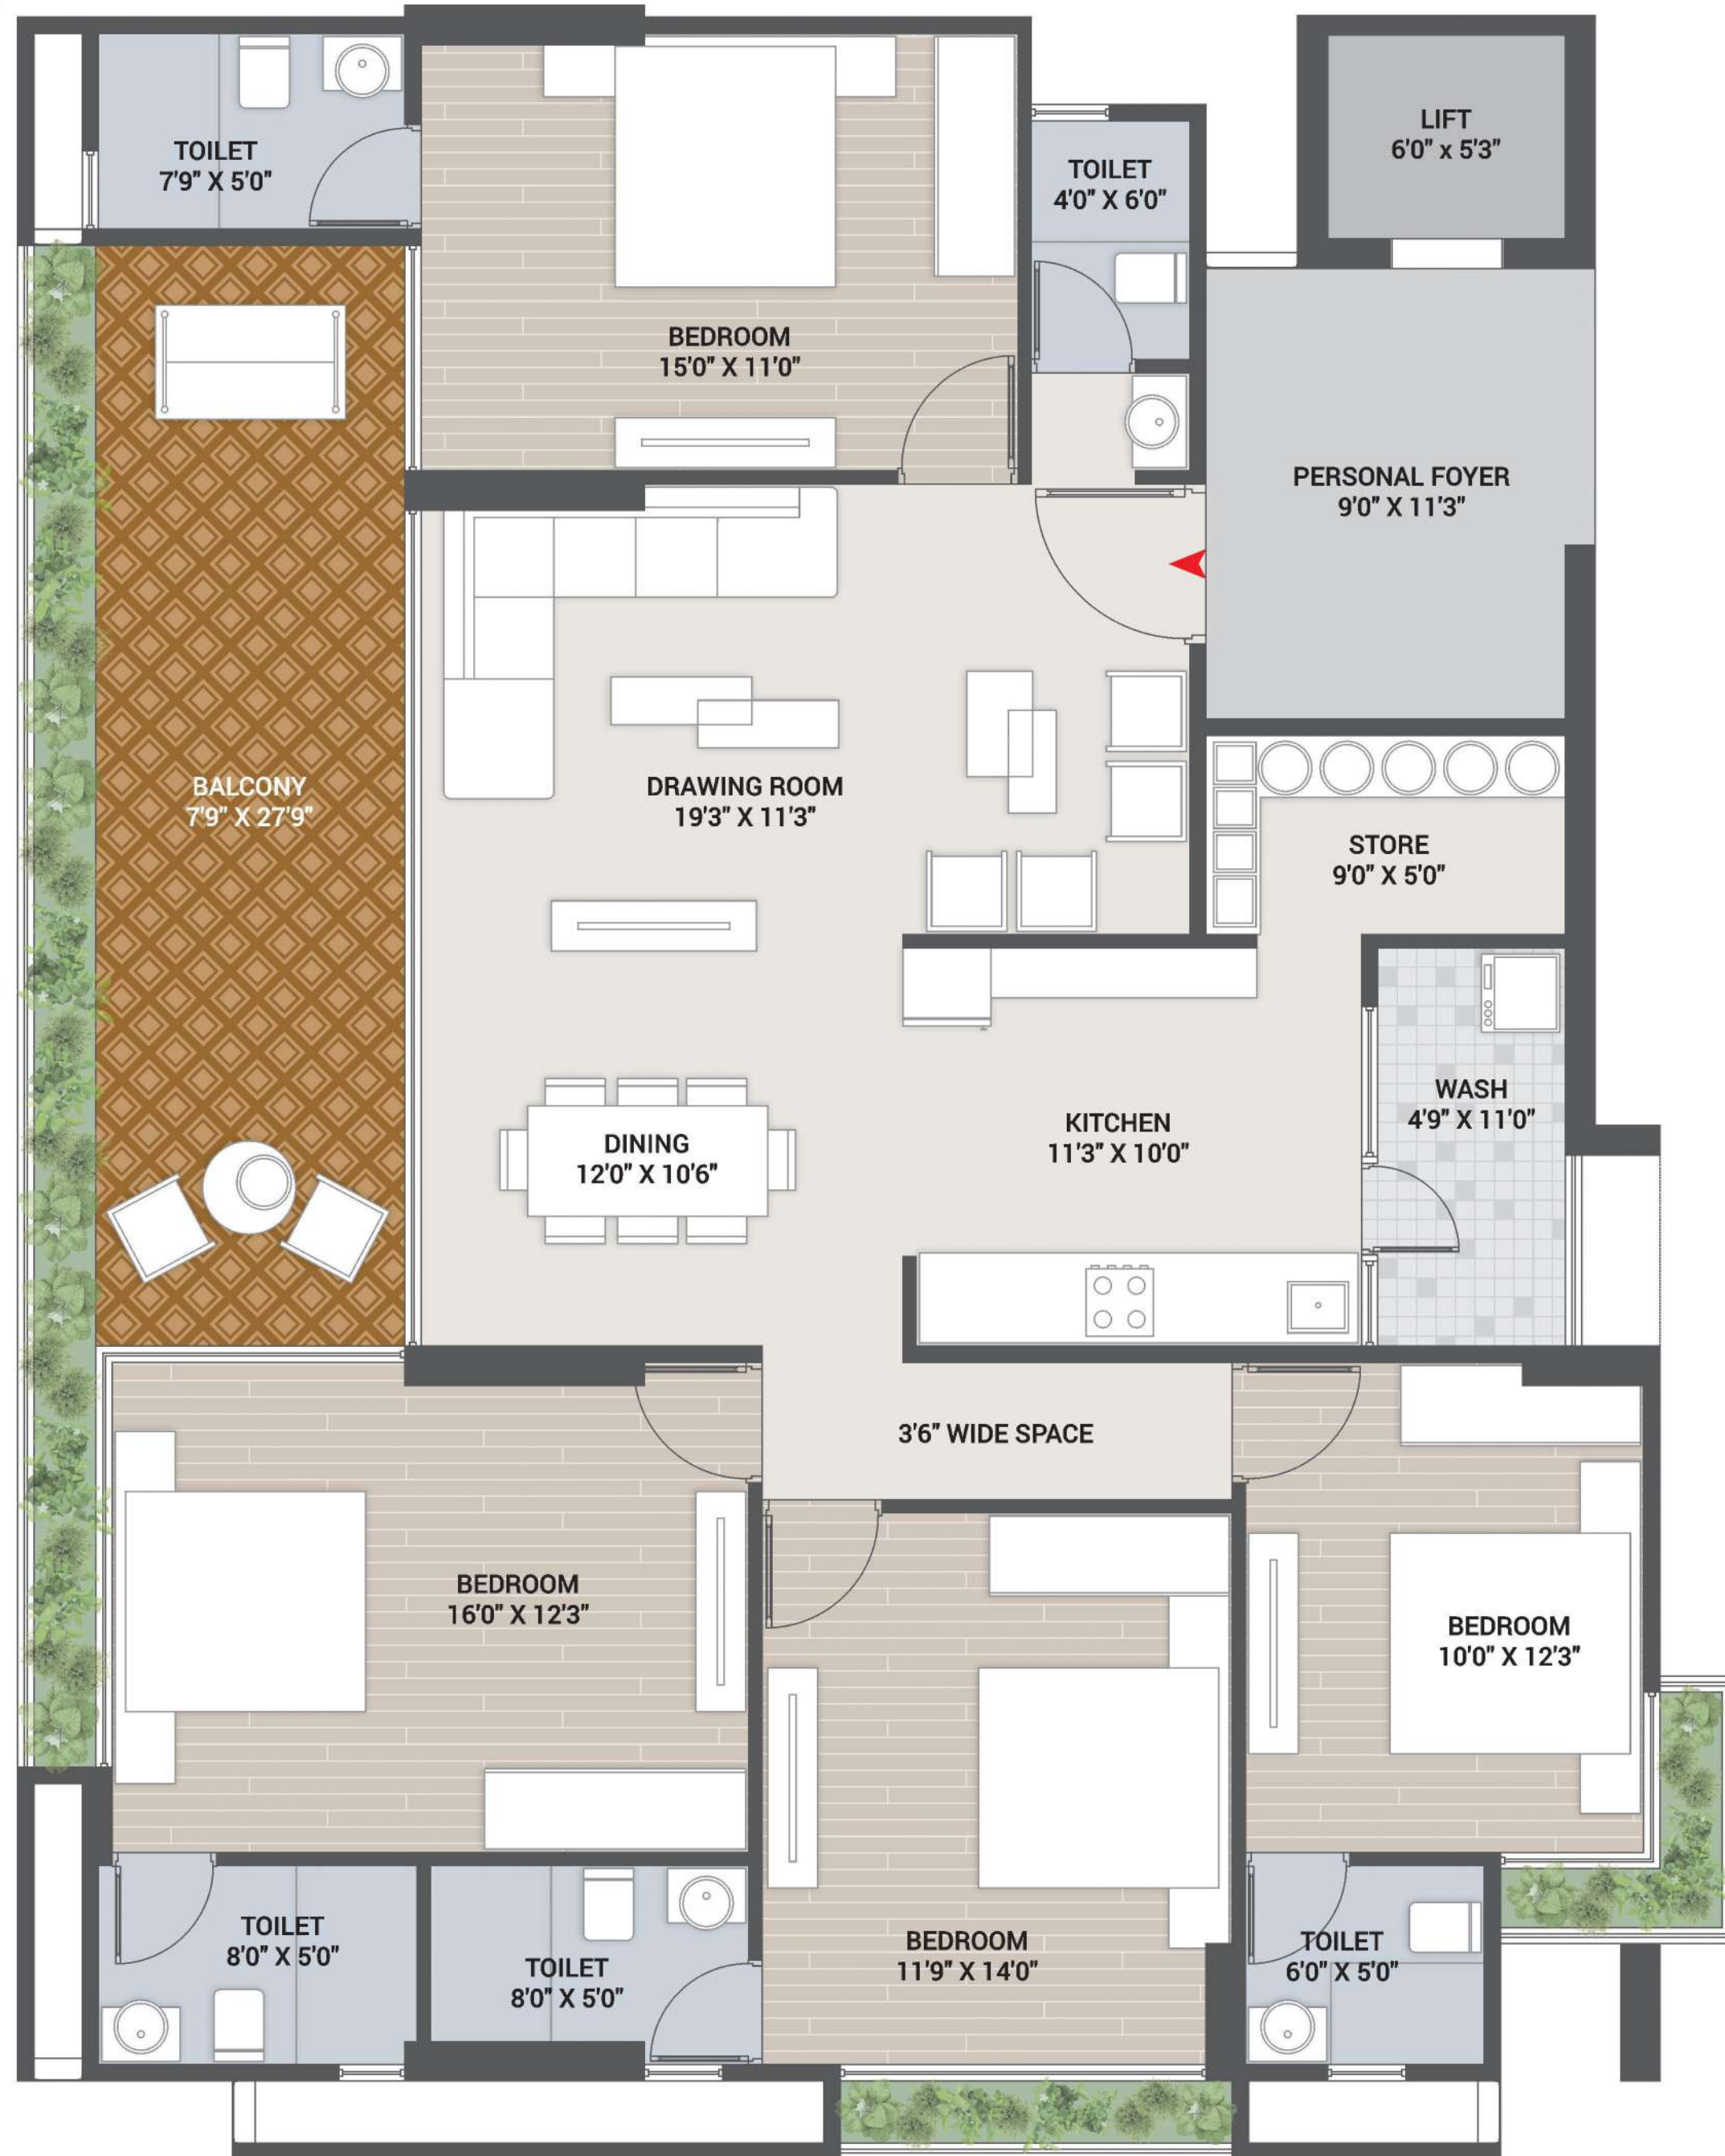 LIFT
6'0" x 5'3"
TOILET
7'9" X 5'0"
TOILET
4'0" X 6'0"
BEDROOM
15'0" X 11'0"
PERSONAL FOYER
9'0" X 11'3"
BALCONY
7'9" X 27'9"
DRAWING ROOM
19'3" X 11'3"
STORE
9'0" X 5'0"
WASH
4'9" X 11'0"
KITCHEN
11'3" X 10'0"
DINING
12'0" X 10'6"
3'6" WIDE SPACE
BEDROOM
16'0" X 12'3"
BEDROOM
10'0" X 12'3"
TOILET
8'0" X 5'0"
TOILET
8'0" X 5'0"
BEDROOM
11'9" X 14'0"
TOILET
6'0" X 5'0"